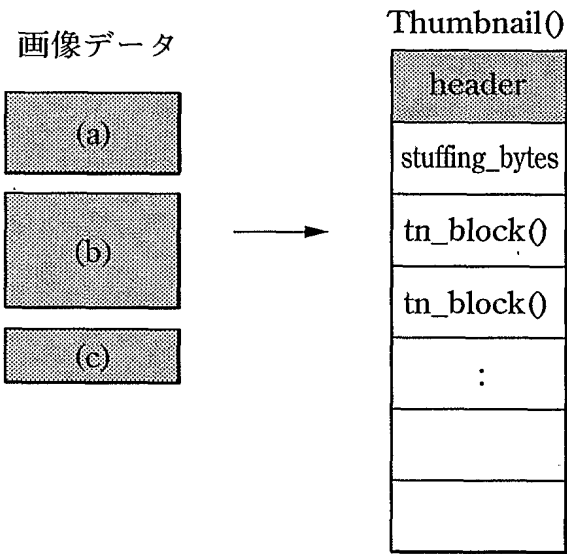 画像データ
(a)
(b)
(c)
Thumbnail()
header
stuffing_bytes
tn_block()
tn_block()
: